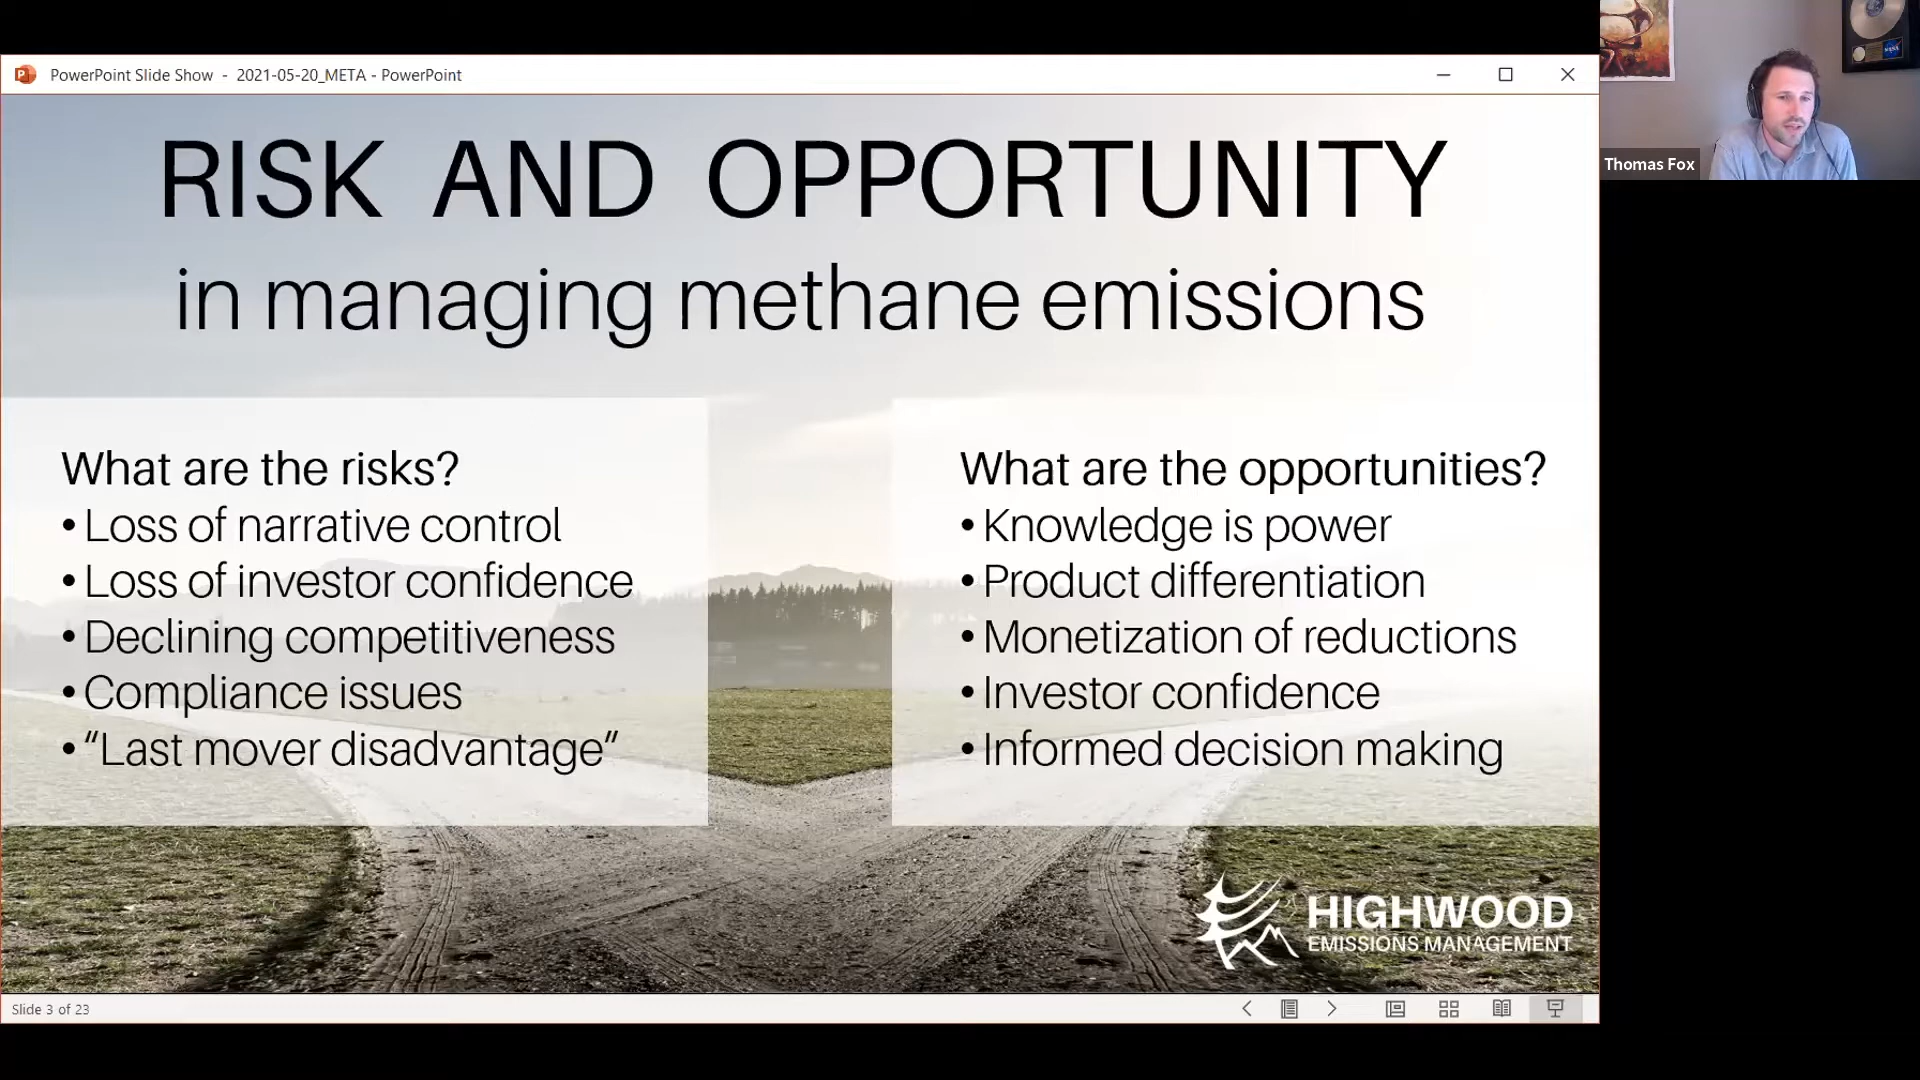 PowerPoint Slide Show - 2021-05-20_META - PowerPoint
Thomas Fox
RISK AND OPPORTUNITY
in managing methane emissions
What are the risks?
• Loss of narrative control
• Loss of investor confidence
• Declining competitiveness
• Compliance issues
• “Last mover disadvantage”
What are the opportunities?
• Knowledge is power
• Product differentiation
• Monetization of reductions
• Investor confidence
• Informed decision making
HIGHWOOD
EMISSIONS MANAGEMENT
Slide 3 of 23
NASA